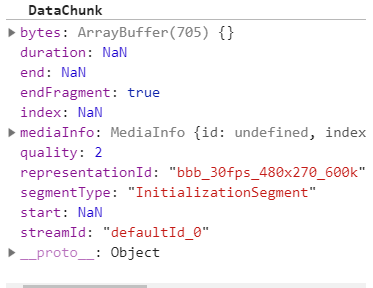 DataChunk
bytes: ArrayBuffer(705) {}
duration: NaN
end: NaN
endFragment: true
index: NaN
mediaInfo: MediaInfo {id: undefined, index
quality: 2
representationId: "bbb_30fps_480x270_600k"
segmentType: "InitializationSegment"
start: NaN
streamId: "defaultId_0"
__proto__: Object